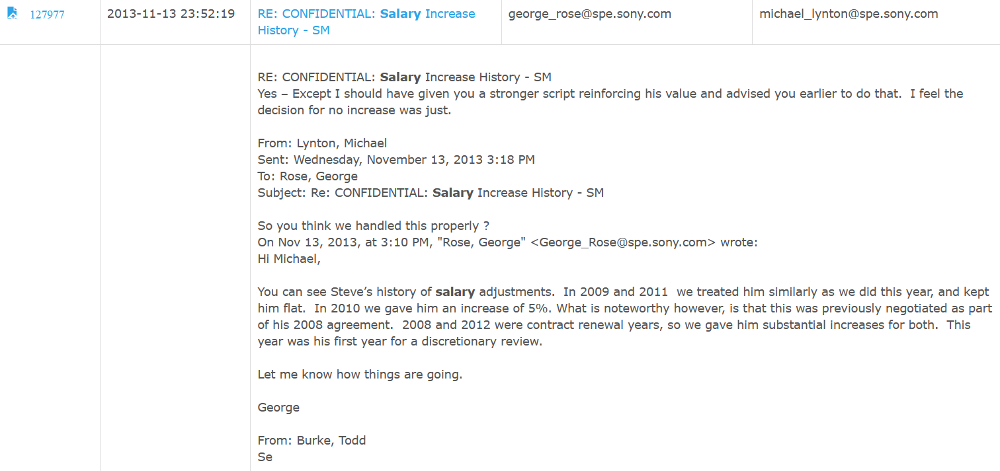 127977 2013-11-13 23:52:19 RE: CONFIDENTIAL: Salary Increase george_rose@spe.sony.com michael_lynton@spe.sony.com
History - SM
RE: CONFIDENTIAL: Salary Increase History - SM
Yes – Except I should have given you a stronger script reinforcing his value and advised you earlier to do that.  I feel the
decision for no increase was just.
From: Lynton, Michael
Sent: Wednesday, November 13, 2013 3:18 PM
To: Rose, George
Subject: Re: CONFIDENTIAL: Salary Increase History - SM
So you think we handled this properly ?
On Nov 13, 2013, at 3:10 PM, "Rose, George" <George_Rose@spe.sony.com> wrote:
Hi Michael,
You can see Steve’s history of salary adjustments.  In 2009 and 2011  we treated him similarly as we did this year, and kept
him flat.  In 2010 we gave him an increase of 5%. What is noteworthy however, is that this was previously negotiated as part
of his 2008 agreement.  2008 and 2012 were contract renewal years, so we gave him substantial increases for both.  This
year was his first year for a discretionary review.
Let me know how things are going.
George
From: Burke, Todd
Se